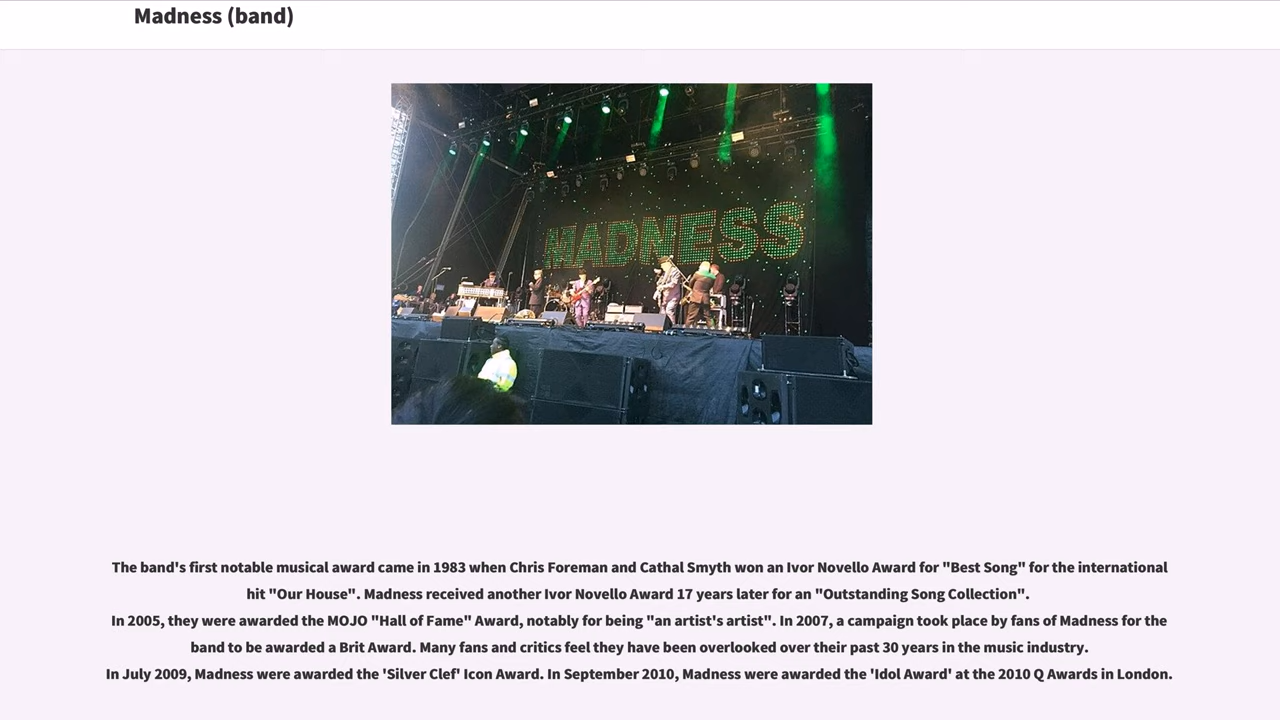 Madness (band)
MADNESS
The band's first notable musical award came in 1983 when Chris Foreman and Cathal Smyth won an Ivor Novello Award for "Best Song" for the international
hit "Our House". Madness received another Ivor Novello Award 17 years later for an "Outstanding Song Collection".
In 2005, they were awarded the MOJO "Hall of Fame" Award, notably for being "an artist's artist". In 2007, a campaign took place by fans of Madness for the
band to be awarded a Brit Award. Many fans and critics feel they have been overlooked over their past 30 years in the music industry.
In July 2009, Madness were awarded the 'Silver Clef' Icon Award. In September 2010, Madness were awarded the 'Idol Award' at the 2010 Q Awards in London.